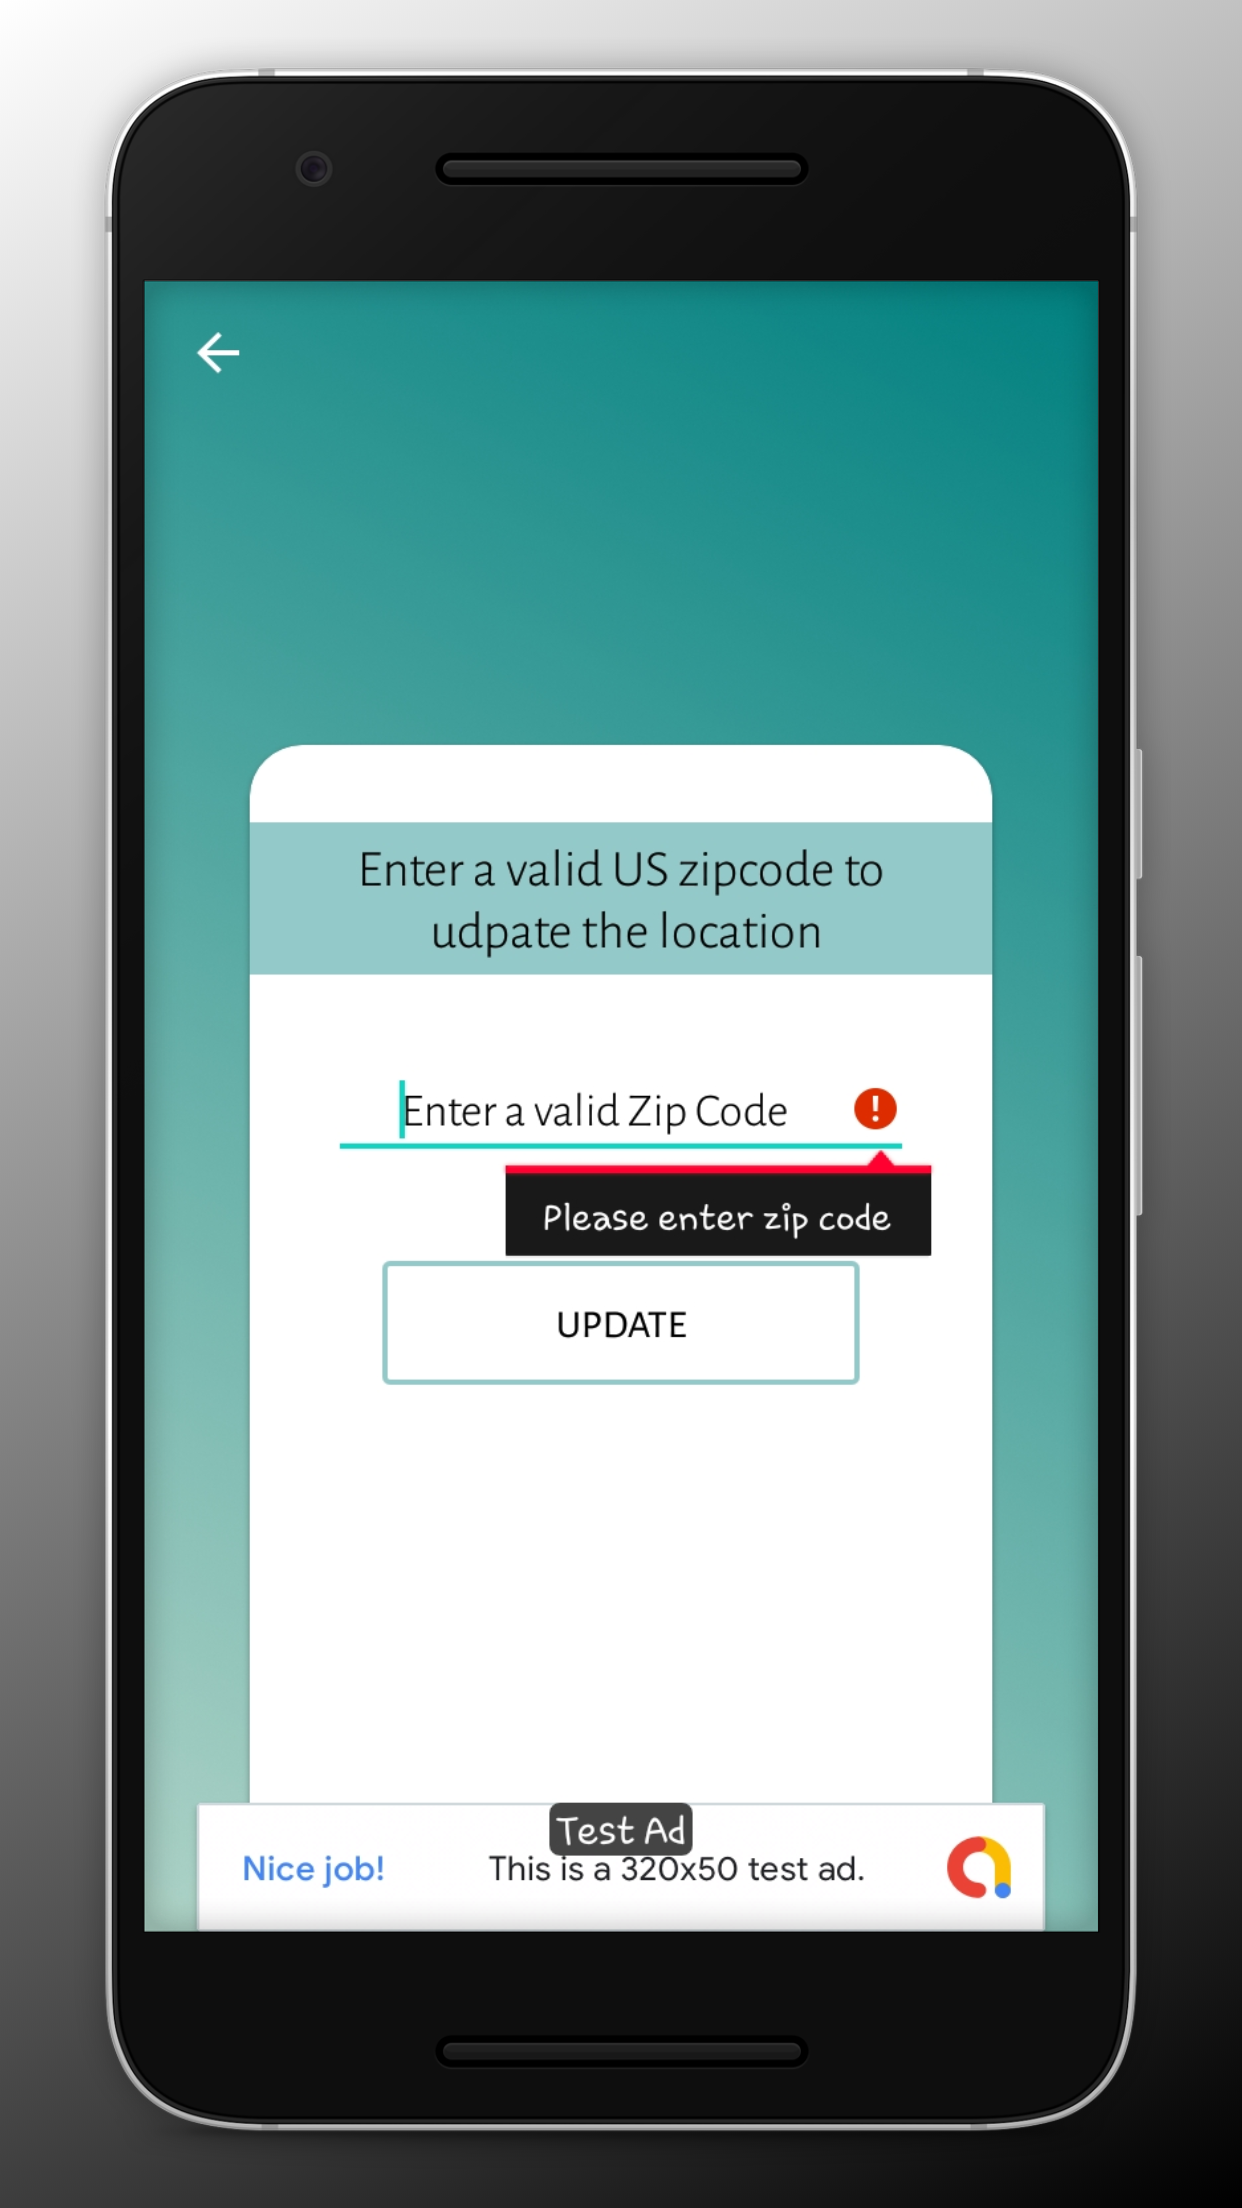 Enter a valid US zipcode to
udpate the location
Enter a valid Zip Code
Please enter zip code
UPDATE
Test Ad
Nice job!
This is a 320x50 test ad.